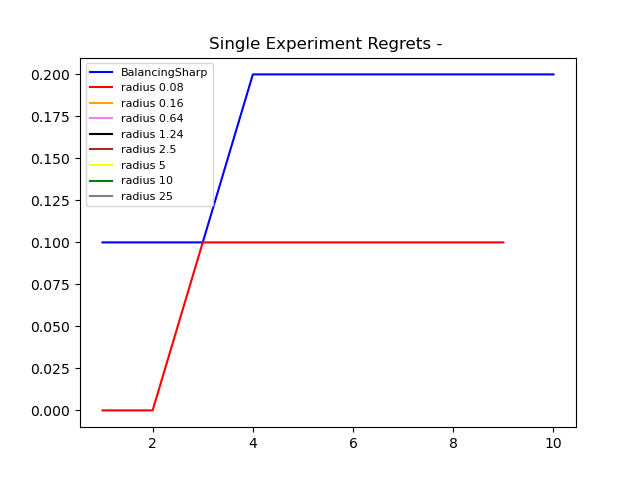 Single Experiment Regrets -
BalancingSharp
radius 0.08
radius 0.16
radius 0.64
radius 1.24
radius 2.5
radius 5
radius 10
radius 25
0.200
0.175
0.150
0.125
0.100
0.075
0.050
0.025
0.000
2 4 6 8 10